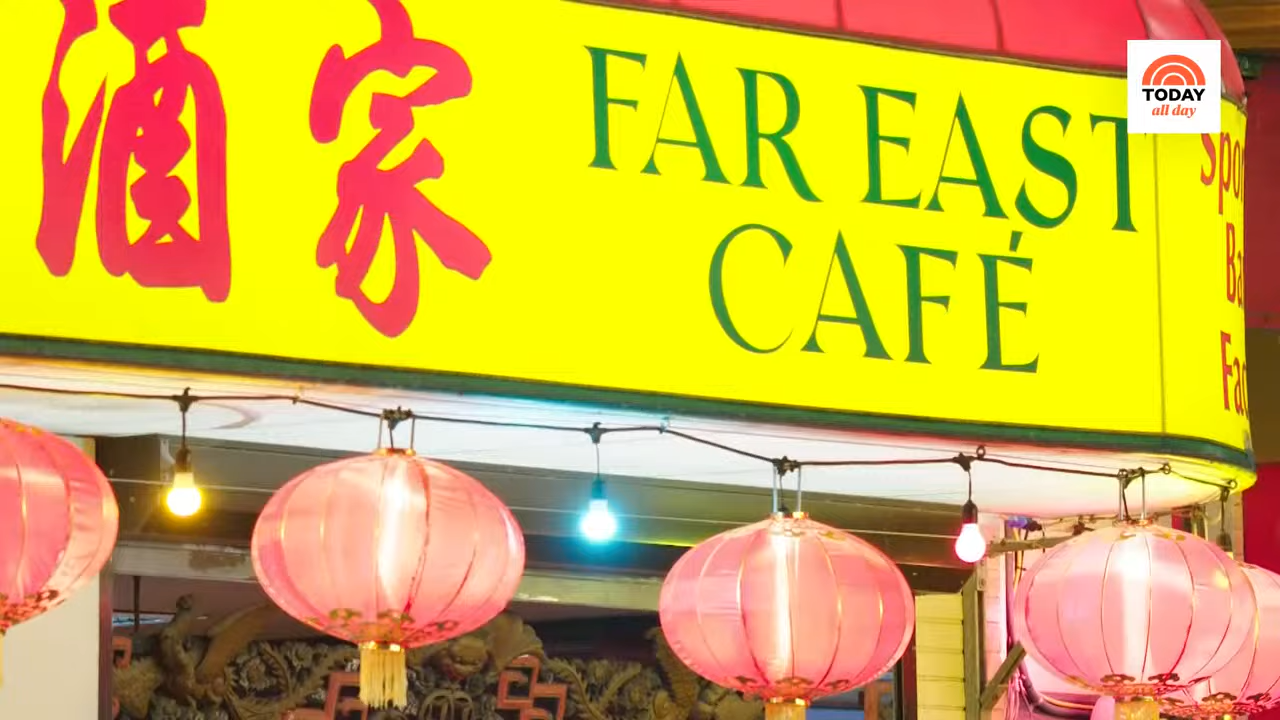 酒家
FAR EAST
CAFÉ
TODAY
all day